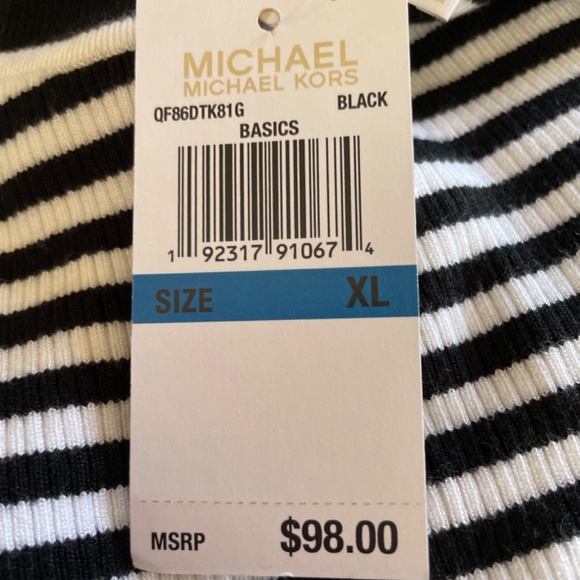 MICHAEL
MICHAEL KORS
QF86DTK81G BLACK
BASICS
1 92317 91067 4
SIZE XL
MSRP $98.00